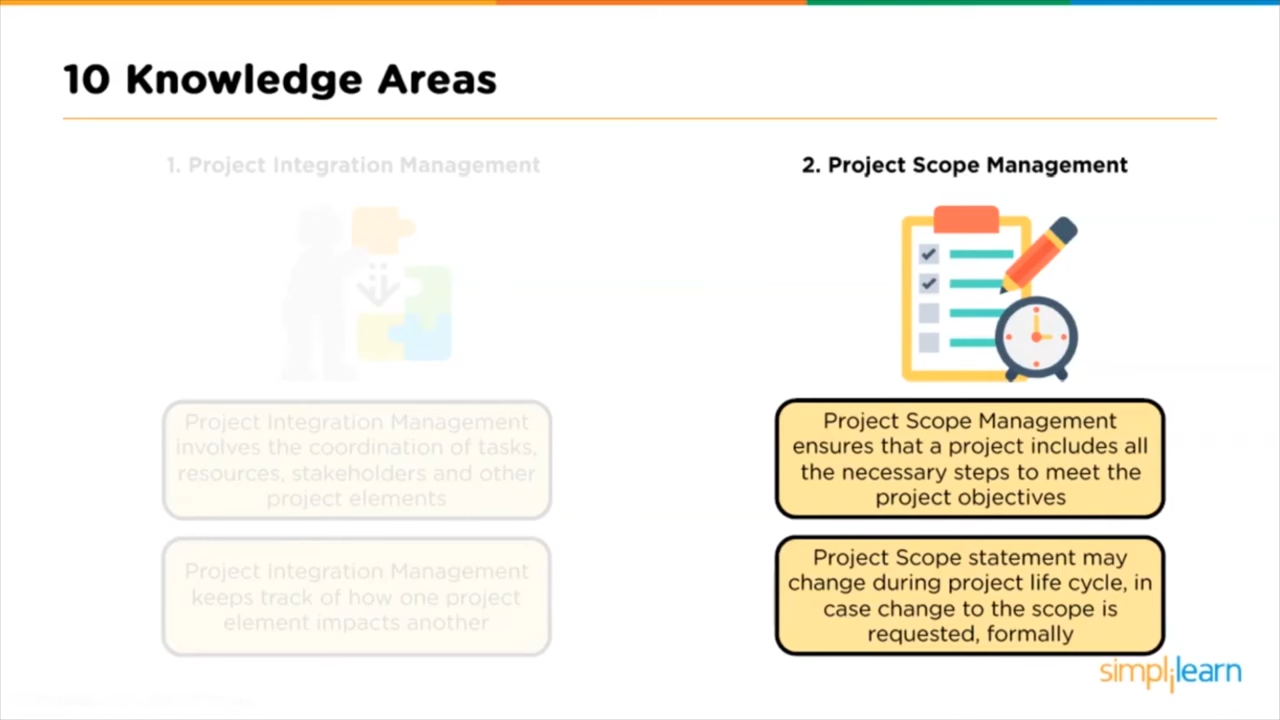 10 Knowledge Areas
1. Project Integration Management
Project Integration Management
involves the coordination of tasks,
resources, stakeholders and other
project elements
Project Integration Management
keeps track of how one project
element impacts another
2. Project Scope Management
Project Scope Management
ensures that a project includes all
the necessary steps to meet the
project objectives
Project Scope statement may
change during project life cycle, in
case change to the scope is
requested, formally
simplilearn